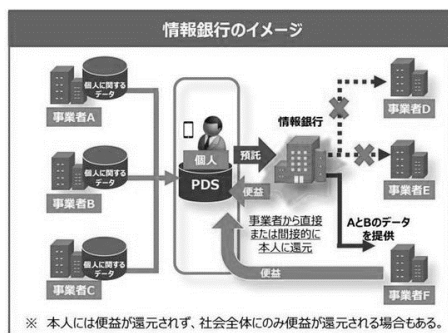 情報銀行のイメージ
個人に関する
データ
事業者A
個人に関する
データ
事業者B
個人に関する
データ
事業者C
個人
PDS
預託
便益
情報銀行
事業者から直接
または間接的に
本人に還元
便益
AとBのデータ
を提供
事業者D
事業者E
事業者F
※ 本人には便益が還元されず、社会全体にのみ便益が還元される場合もある。